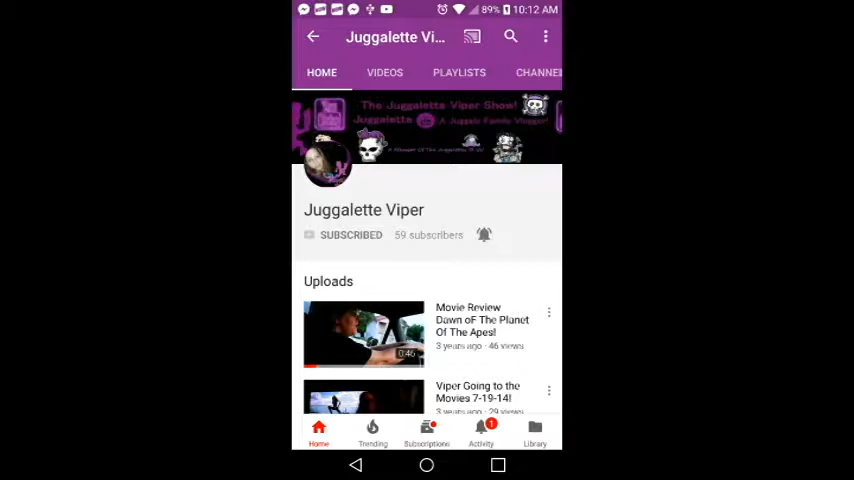 89% 10:12 AM
Juggalette Vi...
HOME VIDEOS PLAYLISTS CHANNEL
The Juggalette Viper Show!
Juggalette A Juggalo Family Vlogger!
Juggalette Viper
SUBSCRIBED 59 subscribers
Uploads
Movie Review
Dawn oF The Planet
Of The Apes!
3 years ago · 46 views
0:46
Viper Going to the
Movies 7-19-14!
3 years ago · 29 views
1
Home Trending Subscriptions Activity Library